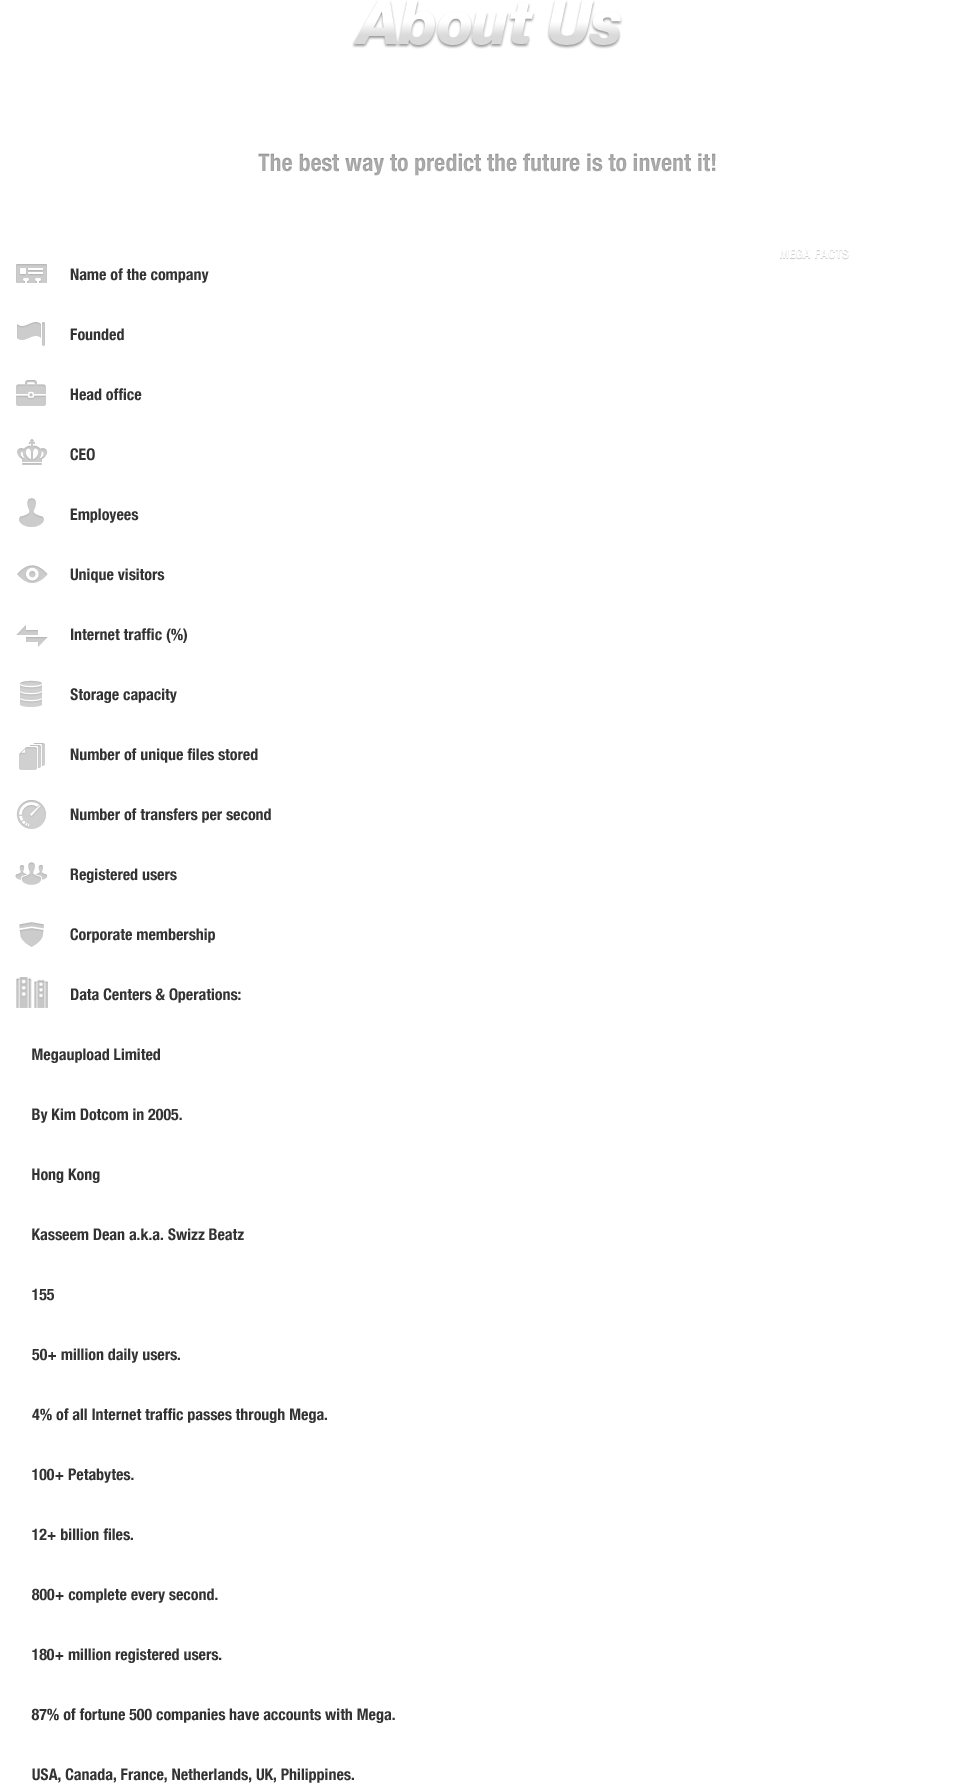 About Us
The best way to predict the future is to invent it!
MEGA FACTS
Name of the company
Founded
Head office
CEO
Employees
Unique visitors
Internet traffic (%)
Storage capacity
Number of unique files stored
Number of transfers per second
Registered users
Corporate membership
Data Centers & Operations:
Megaupload Limited
By Kim Dotcom in 2005.
Hong Kong
Kasseem Dean a.k.a. Swizz Beatz
155
50+ million daily users.
4% of all Internet traffic passes through Mega.
100+ Petabytes.
12+ billion files.
800+ complete every second.
180+ million registered users.
87% of fortune 500 companies have accounts with Mega.
USA, Canada, France, Netherlands, UK, Philippines.